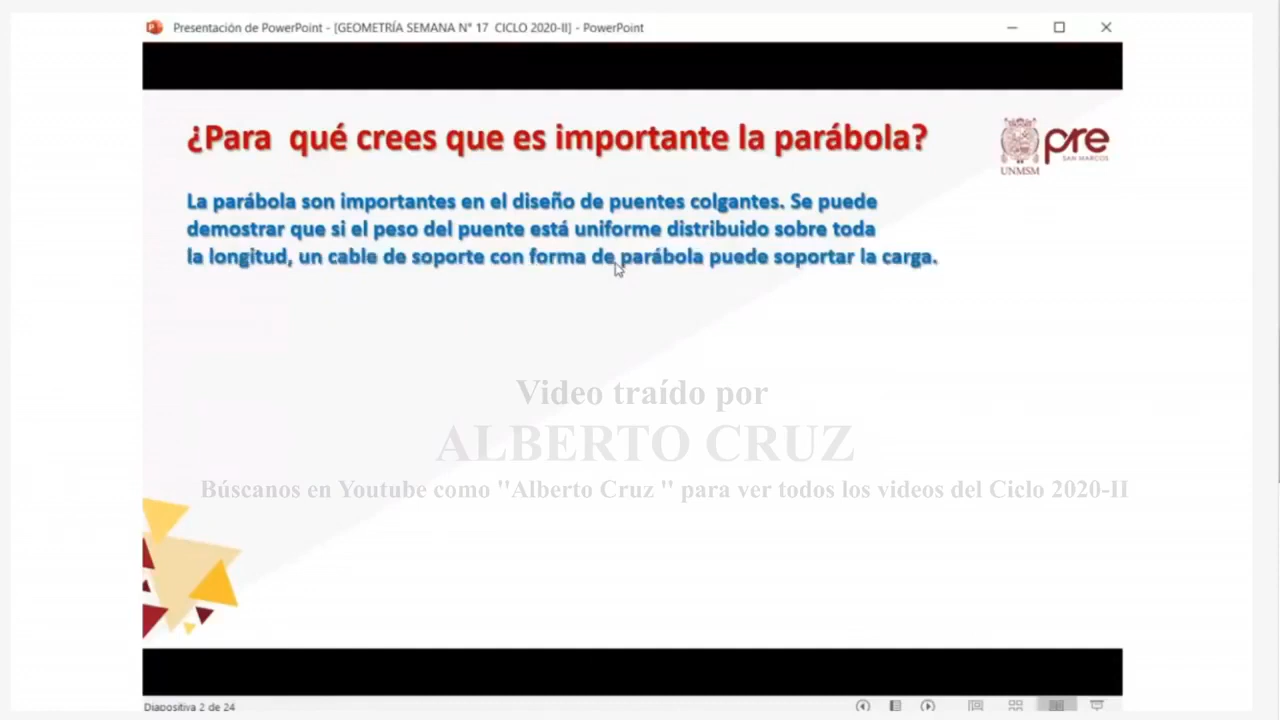 Presentación de PowerPoint - [GEOMETRÍA SEMANA N° 17 CICLO 2020-II] - PowerPoint
¿Para qué crees que es importante la parábola?
UNMSM
pre
SAN MARCOS
La parábola son importantes en el diseño de puentes colgantes. Se puede
demostrar que si el peso del puente está uniforme distribuido sobre toda
la longitud, un cable de soporte con forma de parábola puede soportar la carga.
Video traído por
ALBERTO CRUZ
Búscanos en Youtube como "Alberto Cruz " para ver todos los videos del Ciclo 2020-II
Diapositiva 2 de 24